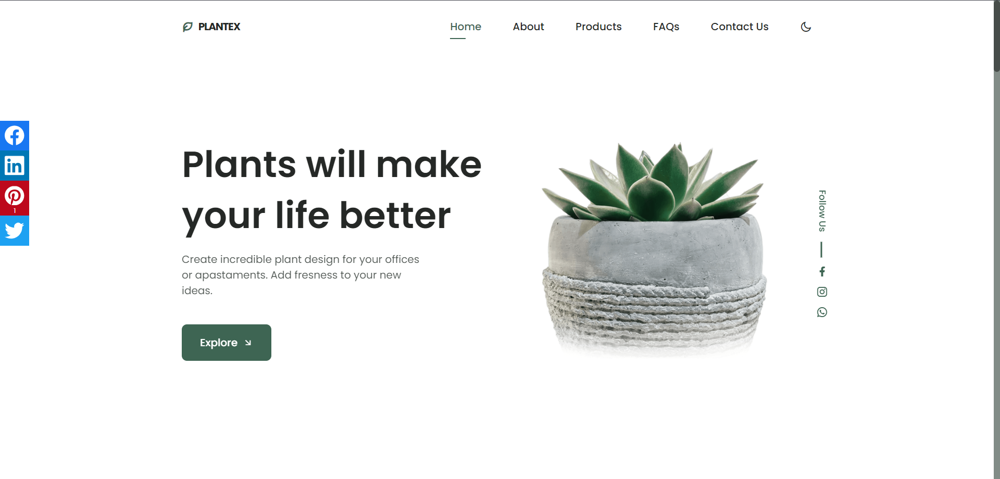 PLANTEX
Home
About
Products
FAQs
Contact Us
1
Plants will make
your life better
Create incredible plant design for your offices
or apastaments. Add fresness to your new
ideas.
Explore
Follow Us